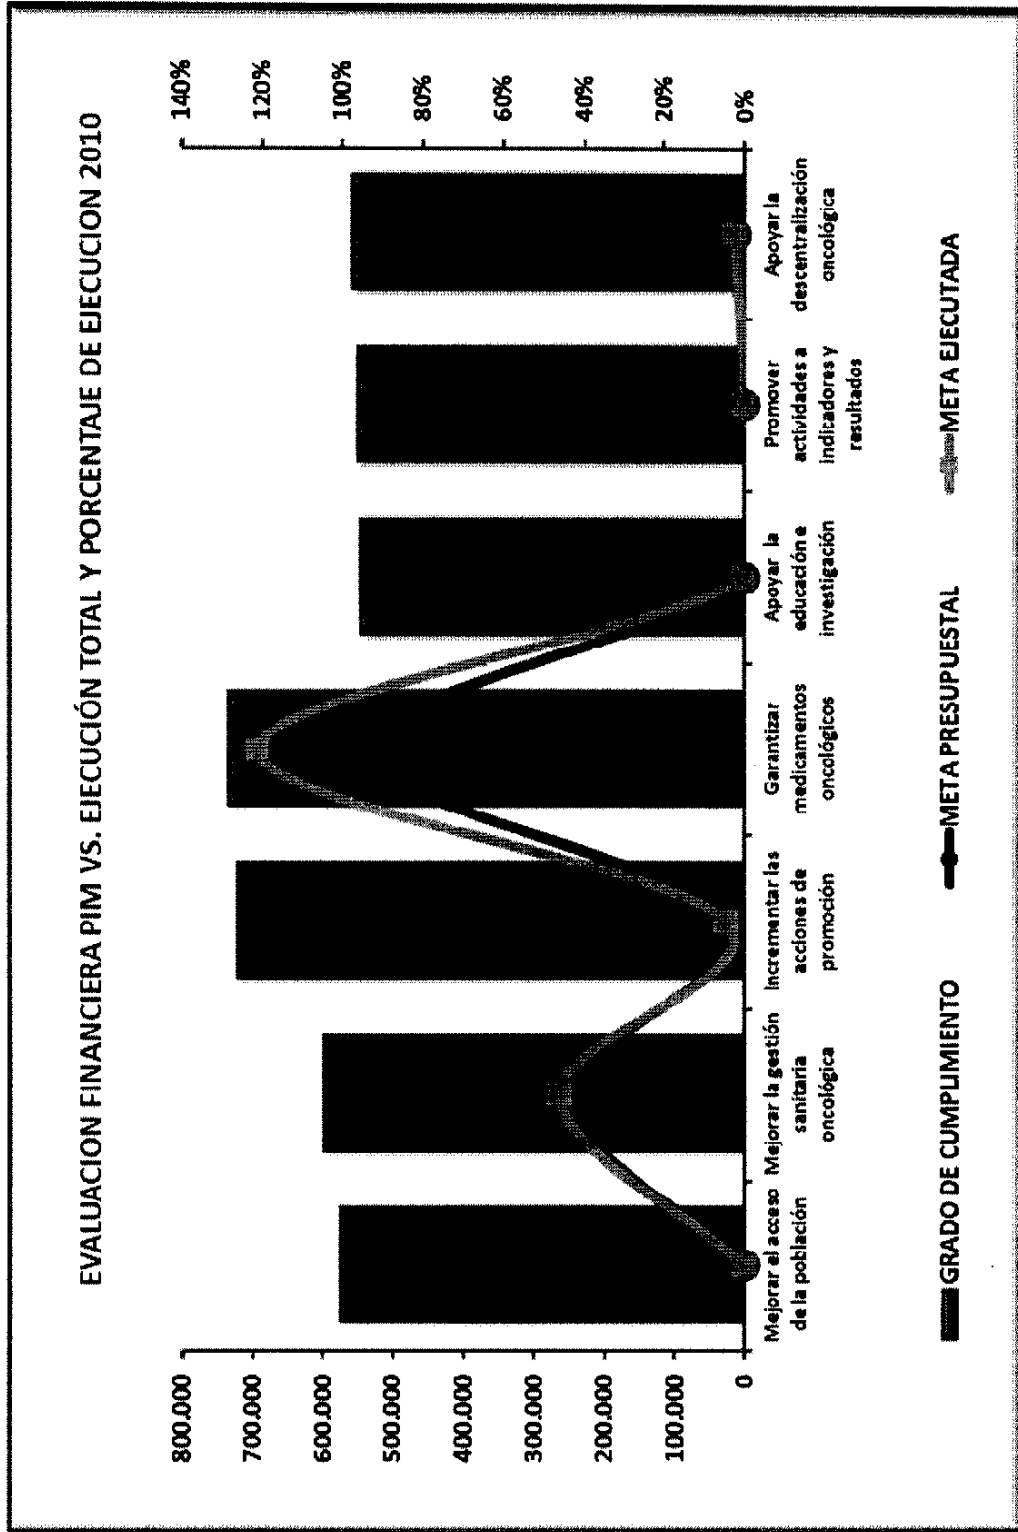 EVALUACION FINANCIERA PIM VS. EJECUCIÓN TOTAL Y PORCENTAJE DE EJECUCION 2010
800.000
700.000
600.000
500.000
400.000
300.000
200.000
100.000
0
140%
120%
100%
80%
60%
40%
20%
0%
Mejorar el acceso
de la población
Mejorar la gestión
sanitaria
oncológica
Incrementar las
acciones de
promoción
Garantizar
medicamentos
oncológicos
Apoyar la
educación e
investigación
Promover
actividades a
indicadores y
resultados
Apoyar la
descentralización
oncológica
GRADO DE CUMPLIMIENTO
META PRESUPUESTAL
META EJECUTADA